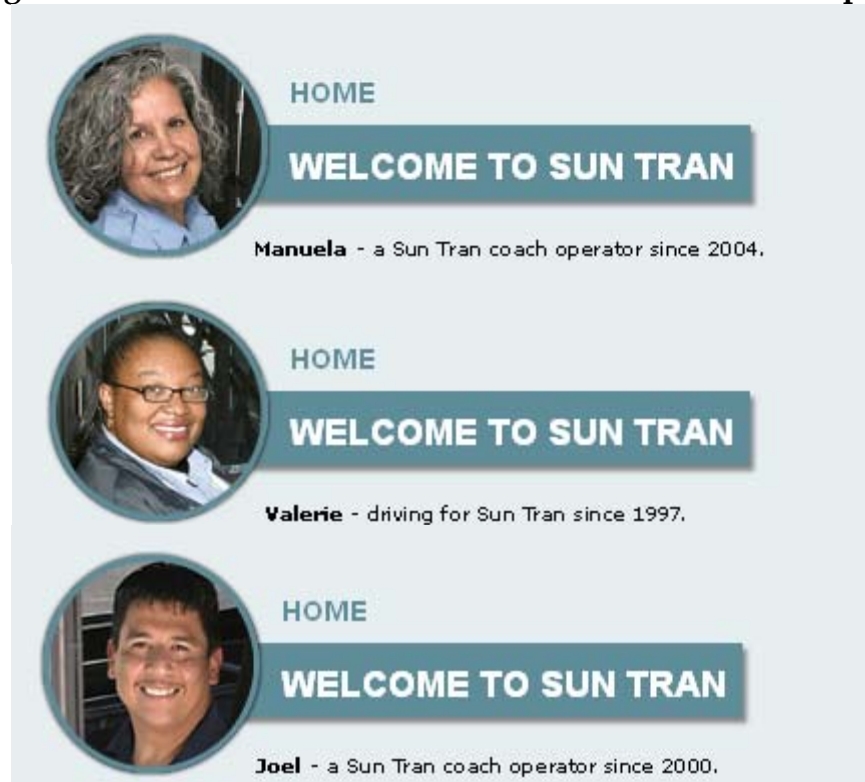 HOME
WELCOME TO SUN TRAN
Manuela - a Sun Tran coach operator since 2004.
HOME
WELCOME TO SUN TRAN
Valerie - driving for Sun Tran since 1997.
HOME
WELCOME TO SUN TRAN
Joel - a Sun Tran coach operator since 2000.